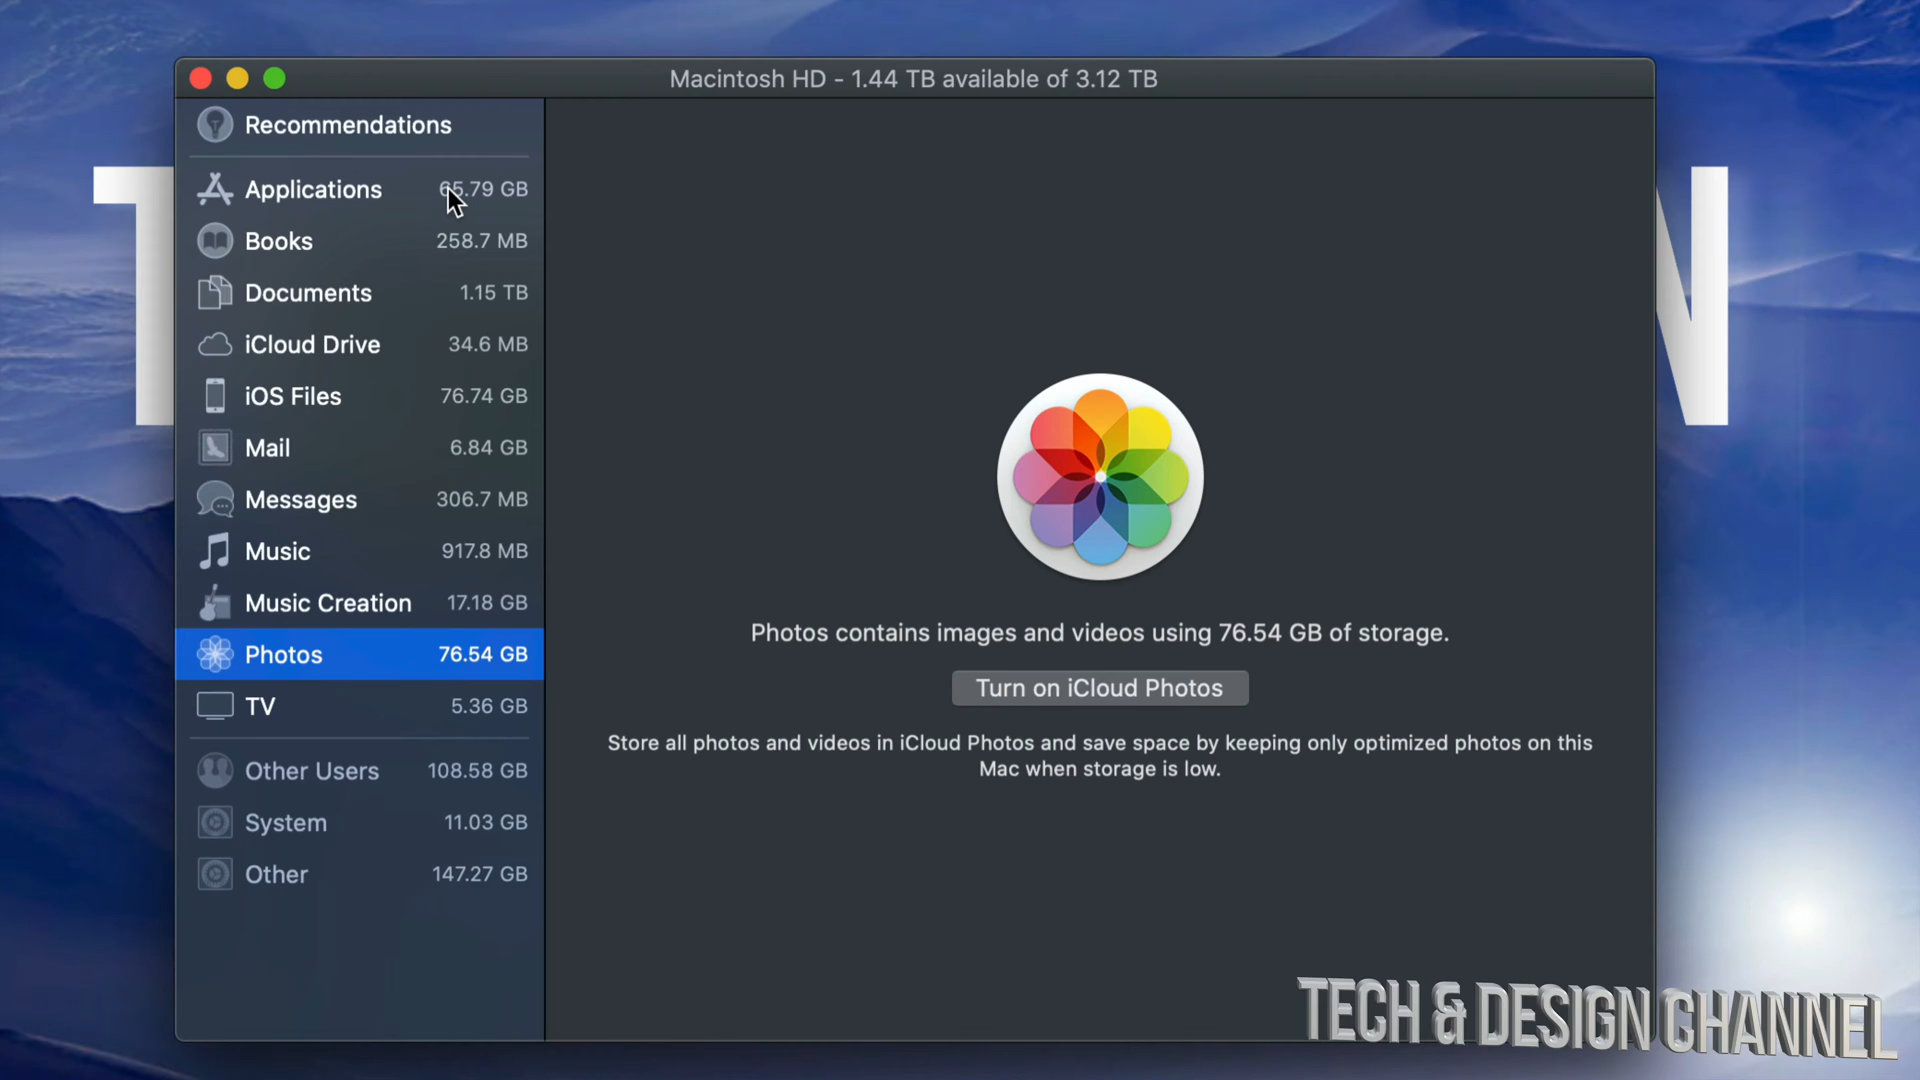 Macintosh HD - 1.44 TB available of 3.12 TB
Recommendations
Applications 65.79 GB
Books 258.7 MB
Documents 1.15 TB
iCloud Drive 34.6 MB
iOS Files 76.74 GB
Mail 6.84 GB
Messages 306.7 MB
Music 917.8 MB
Music Creation 17.18 GB
Photos 76.54 GB
TV 5.36 GB
Other Users 108.58 GB
System 11.03 GB
Other 147.27 GB
Photos contains images and videos using 76.54 GB of storage.
Turn on iCloud Photos
Store all photos and videos in iCloud Photos and save space by keeping only optimized photos on this
Mac when storage is low.
TECH & DESIGN CHANNEL